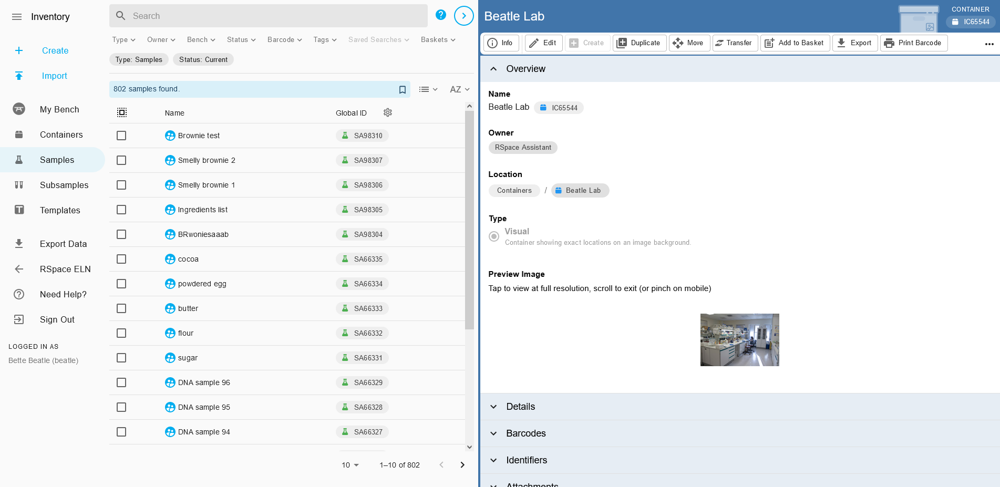 Inventory
Search
?
Beatle Lab
CONTAINER
IC65544
Type Owner Bench Status Barcode Tags Saved Searches Baskets
Type: Samples Status: Current
Create
Import
My Bench
Containers
Samples
Subsamples
Templates
Export Data
RSpace ELN
Need Help?
Sign Out
LOGGED IN AS
Bette Beatle (beatle)
802 samples found.
AZ
Name Global ID
Brownie test SA98310
Smelly brownie 2 SA98307
Smelly brownie 1 SA98306
Ingredients list SA98305
BRwoniesaaab SA98304
cocoa SA66335
powdered egg SA66334
butter SA66333
flour SA66332
sugar SA66331
DNA sample 96 SA66329
DNA sample 95 SA66328
DNA sample 94 SA66327
10 1–10 of 802
Info Edit Create Duplicate Move Transfer Add to Basket Export Print Barcode
Overview
Name
Beatle Lab IC65544
Owner
RSpace Assistant
Location
Containers / Beatle Lab
Type
Visual
Container showing exact locations on an image background.
Preview Image
Tap to view at full resolution, scroll to exit (or pinch on mobile)
Details
Barcodes
Identifiers
Attachments